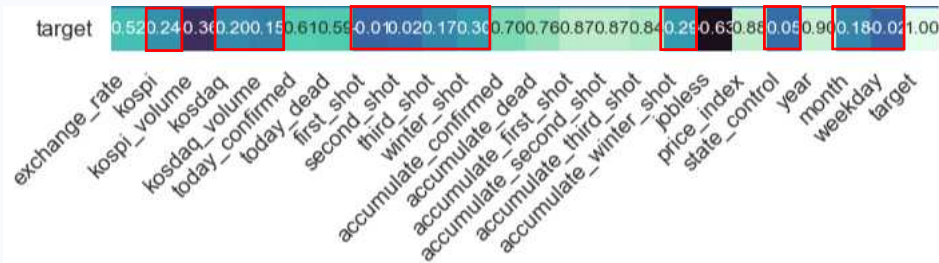 target 0.52 0.24 -0.36 0.20 0.15 0.61 0.59 -0.01 0.02 0.17 0.30 0.70 0.76 0.87 0.87 0.84 0.29 -0.63 0.88 0.05 0.90 0.18 -0.02 1.00
exchange_rate
kospi
kospi_volume
kosdaq
kosdaq_volume
today_confirmed
today_dead
first_shot
second_shot
third_shot
winter_shot
accumulate_confirmed
accumulate_dead
accumulate_first_shot
accumulate_second_shot
accumulate_third_shot
accumulate_winter_shot
jobless
price_index
state_control
year
month
weekday
target